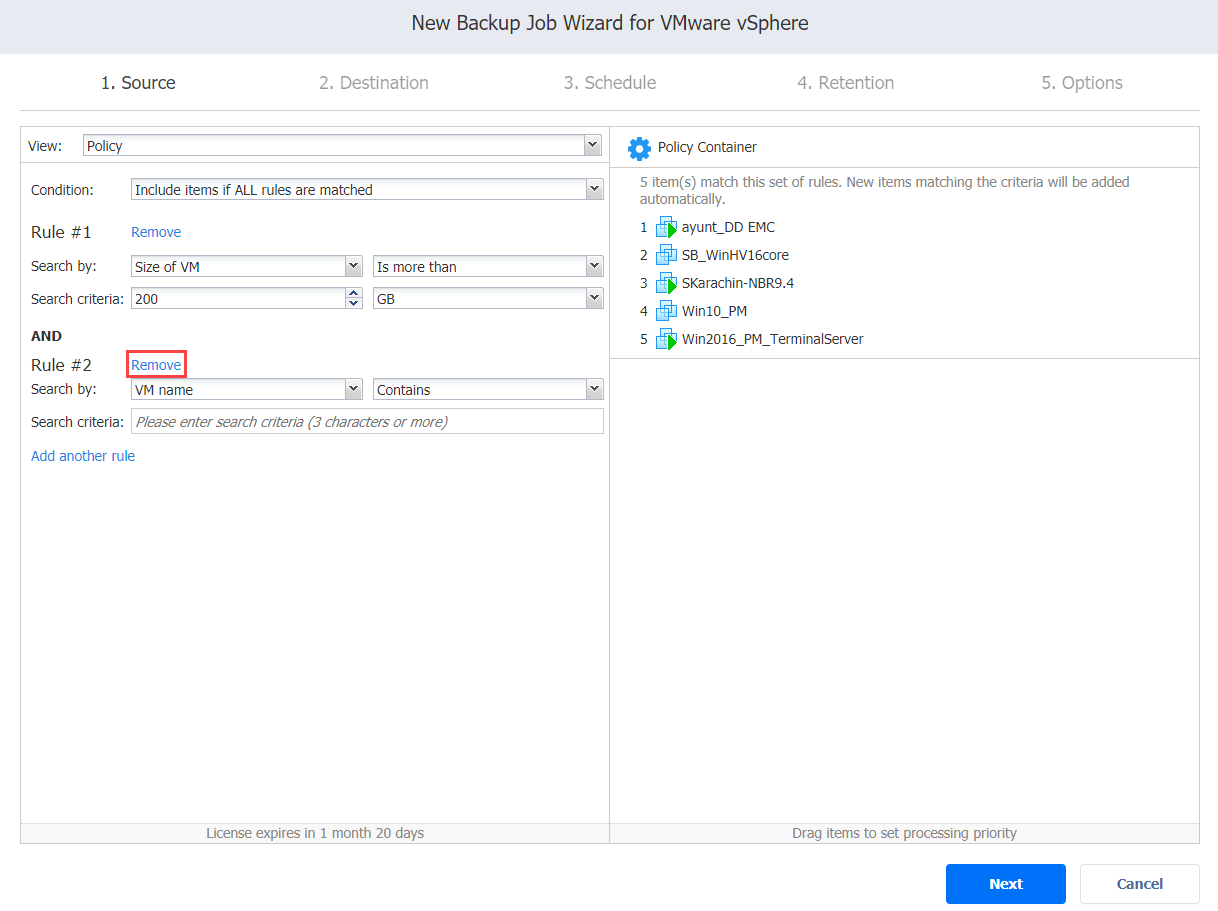 New Backup Job Wizard for VMware vSphere
1. Source 2. Destination 3. Schedule 4. Retention 5. Options
View: Policy
Condition: Include items if ALL rules are matched
Rule #1 Remove
Search by: Size of VM Is more than
Search criteria: 200 GB
AND
Rule #2 Remove
Search by: VM name Contains
Search criteria: Please enter search criteria (3 characters or more)
Add another rule
License expires in 1 month 20 days
Policy Container
5 item(s) match this set of rules. New items matching the criteria will be added
automatically.
1 ayunt_DD EMC
2 SB_WinHV16core
3 SKarachin-NBR9.4
4 Win10_PM
5 Win2016_PM_TerminalServer
Drag items to set processing priority
Next Cancel